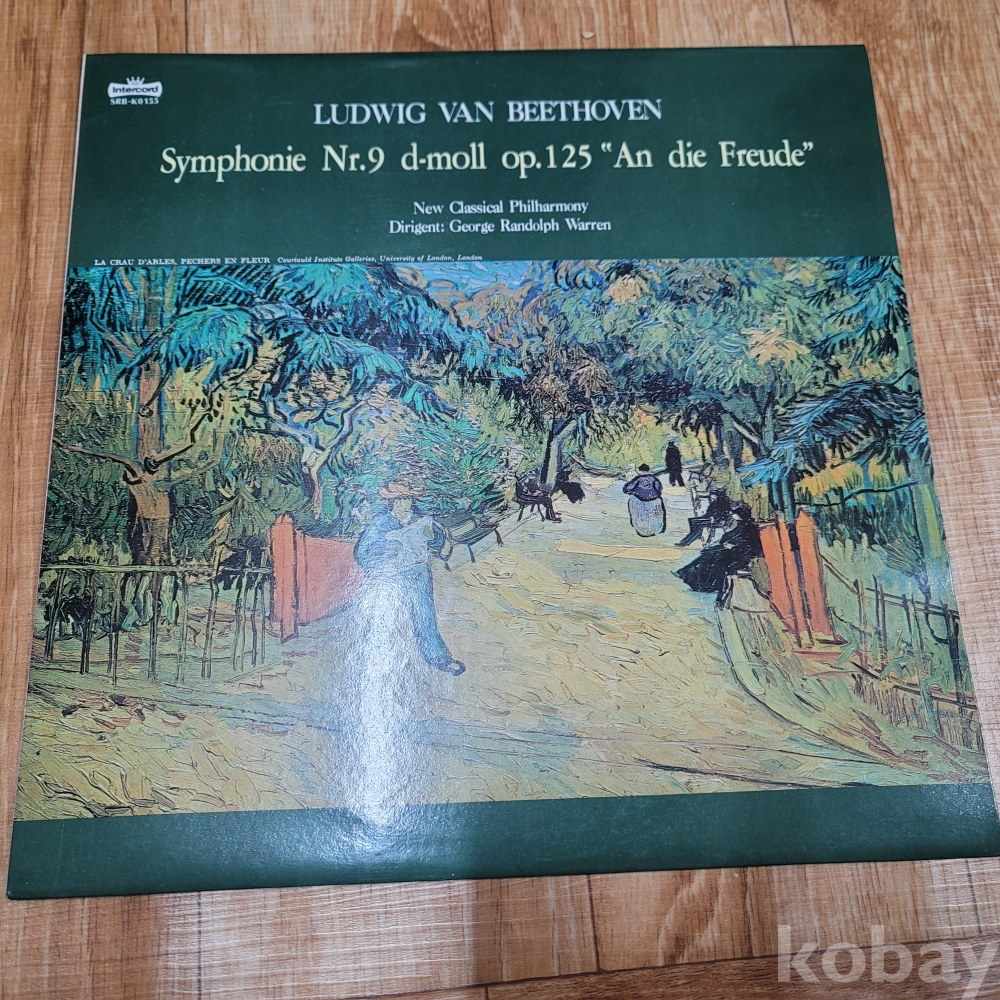 Intercord
SRB-K0153
LUDWIG VAN BEETHOVEN
Symphonie Nr.9 d-moll op.125 "An die Freude"
New Classical Philharmony
Dirigent: George Randolph Warren
LA CRAU D'ARLES, PECHERS EN FLEUR Courtauld Institute Galleries, University of London, London
kobay